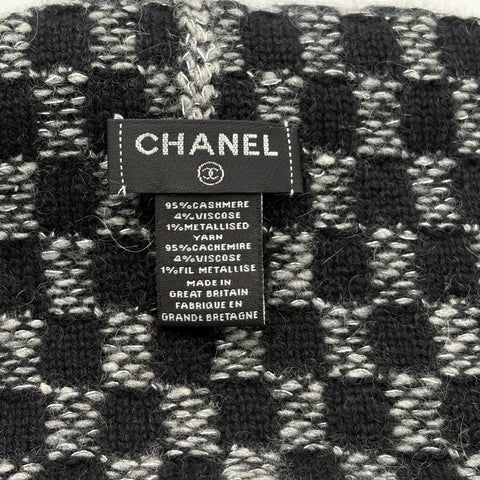 CHANEL
95%CASHMERE
4%VISCOSE
1%METALLISED
YARN
95%CACHEMIRE
4%VISCOSE
1%FIL METALLISE
MADE IN
GREAT BRITAIN
FABRIQUE EN
GRANDE BRETAGNE